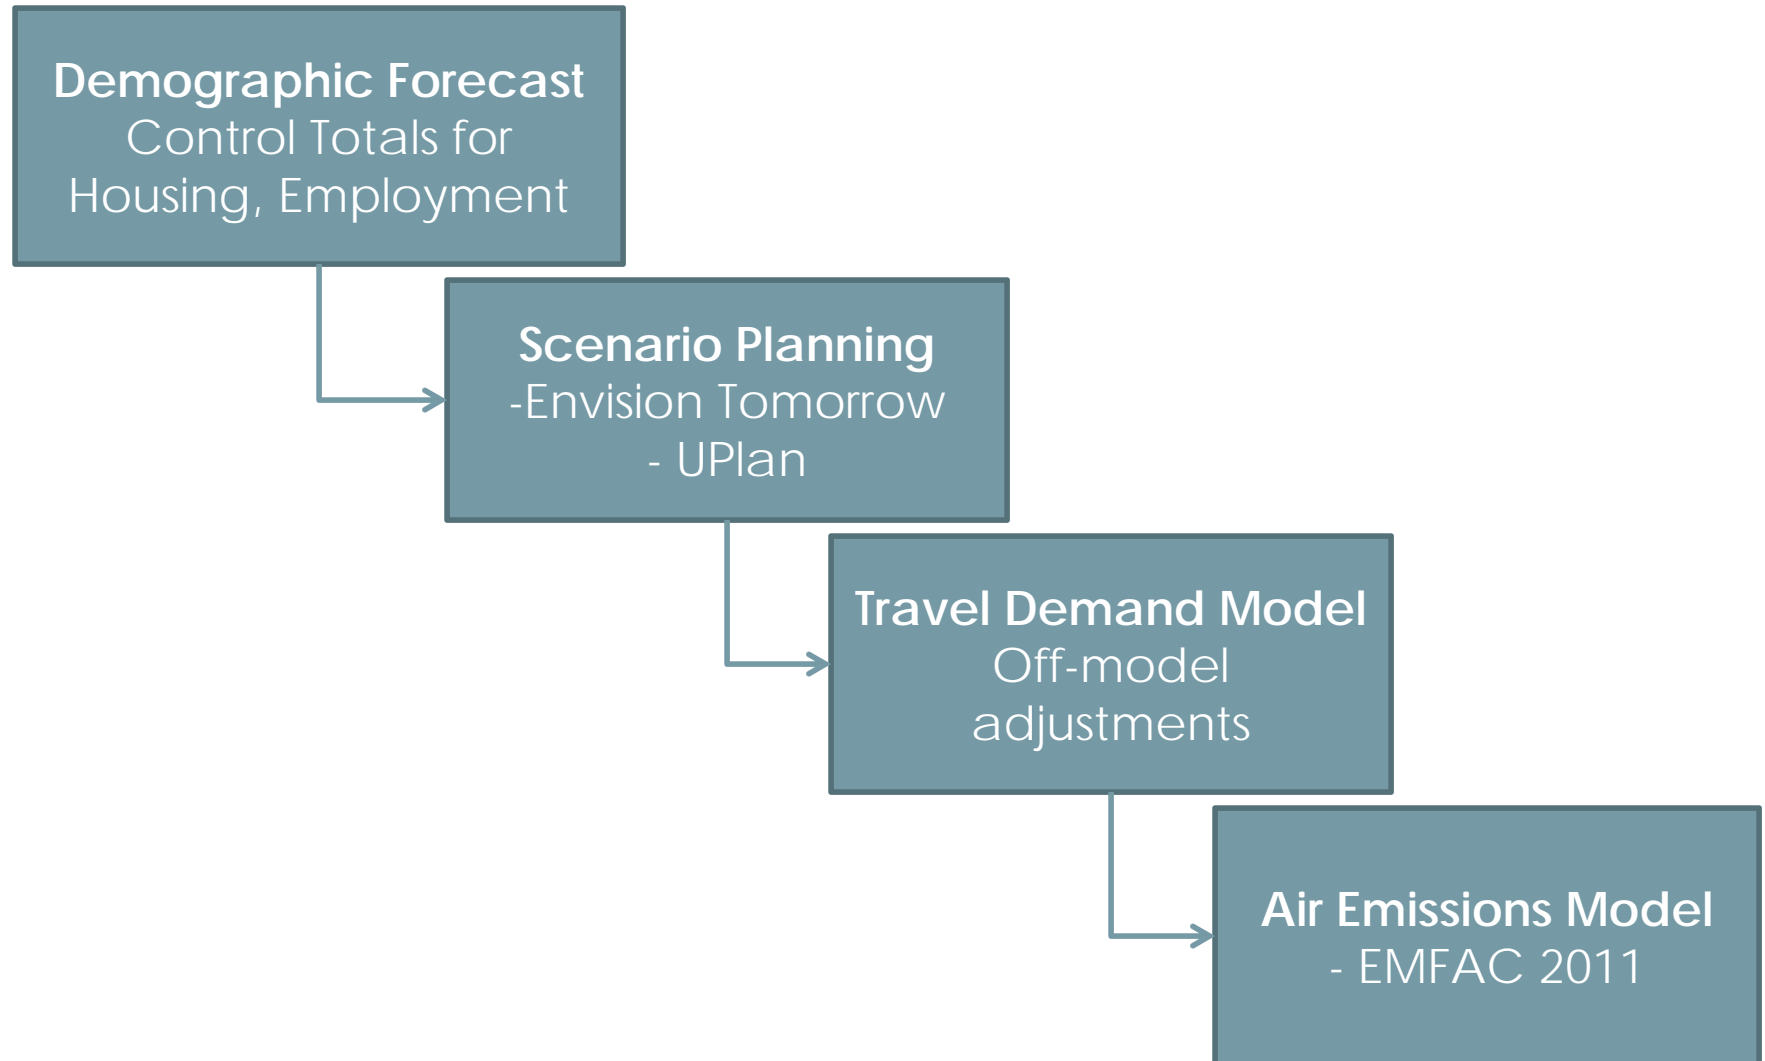 Demographic Forecast
Control Totals for
Housing, Employment
Scenario Planning
-Envision Tomorrow
- UPlan
Travel Demand Model
Off-model
adjustments
Air Emissions Model
- EMFAC 2011